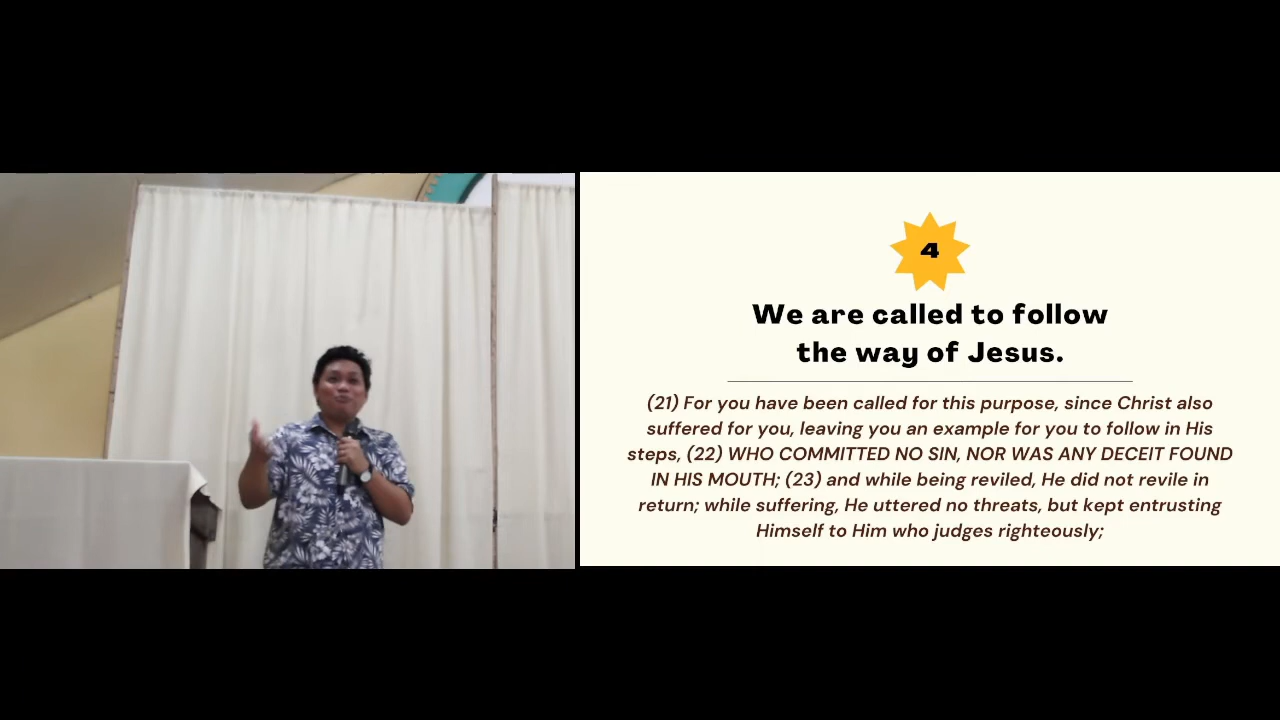 4
We are called to follow
the way of Jesus.
(21) For you have been called for this purpose, since Christ also
suffered for you, leaving you an example for you to follow in His
steps, (22) WHO COMMITTED NO SIN, NOR WAS ANY DECEIT FOUND
IN HIS MOUTH; (23) and while being reviled, He did not revile in
return; while suffering, He uttered no threats, but kept entrusting
Himself to Him who judges righteously;